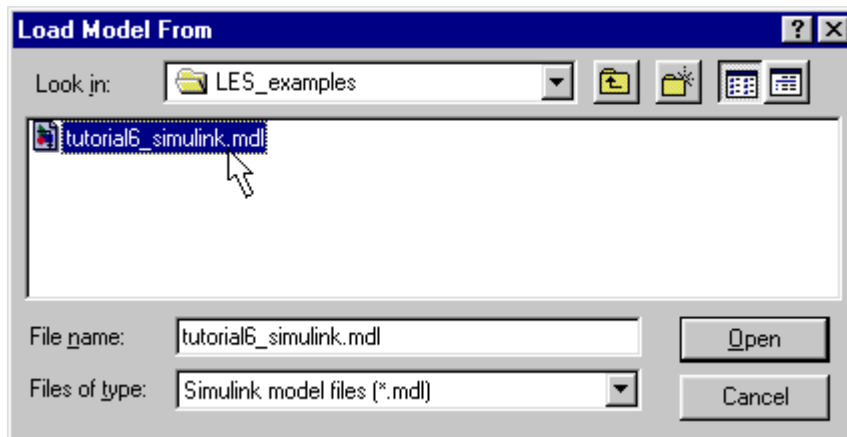 Load Model From
Look in: LES_examples
tutorial6_simulink.mdl
File name: tutorial6_simulink.mdl Open
Files of type: Simulink model files (*.mdl) Cancel